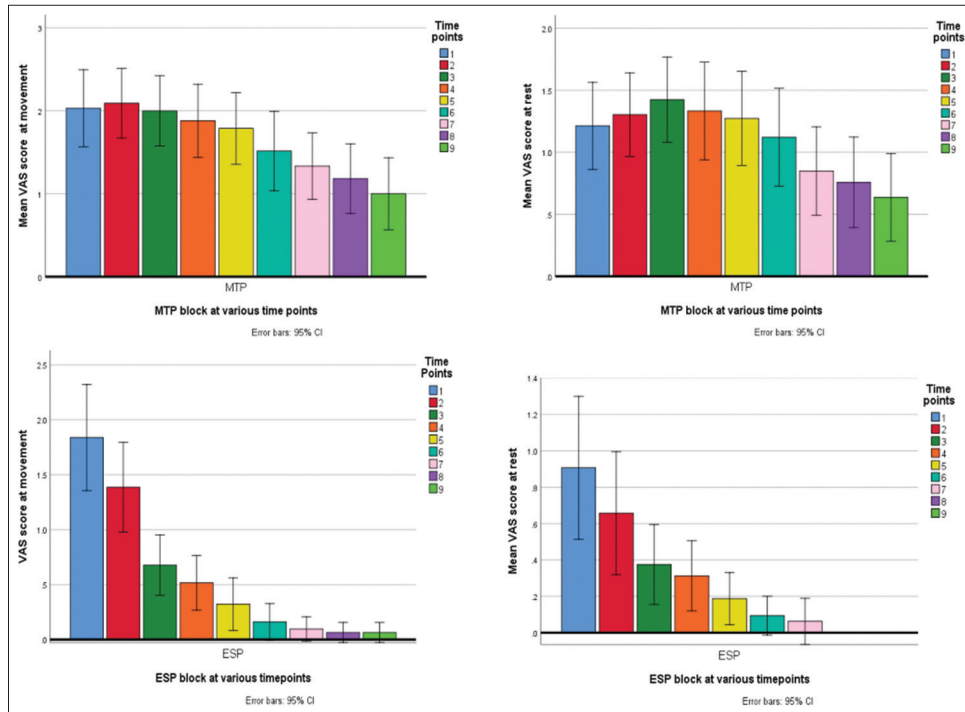 Time
points
1
2
3
4
5
6
7
8
9
Mean VAS score at movement
3
2
1
0
MTP
MTP block at various time points
Error bars: 95% CI
Time
points
1
2
3
4
5
6
7
8
9
Mean VAS score at rest
2.0
1.5
1.0
.5
.0
MTP
MTP block at various time points
Error bars: 95% CI
Time
Points
1
2
3
4
5
6
7
8
9
VAS score at movement
2.5
2.0
1.5
1.0
.5
.0
ESP
ESP block at various timepoints
Error bars: 95% CI
Time
points
1
2
3
4
5
6
7
8
9
Mean VAS score at rest
1.4
1.2
1.0
.8
.6
.4
.2
.0
ESP
ESP block at various timepoints
Error bars: 95% CI